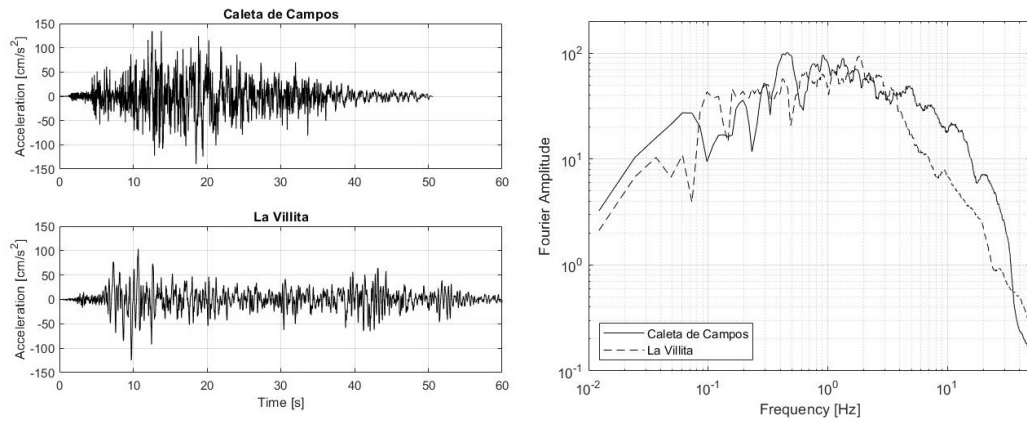 Caleta de Campos
Acceleration [cm/s²]
150
100
50
0
-50
-100
-150
0 10 20 30 40 50 60
La Villita
Acceleration [cm/s²]
150
100
50
0
-50
-100
-150
0 10 20 30 40 50 60
Time [s]
Fourier Amplitude
10²
10¹
10⁰
10⁻¹
Caleta de Campos
La Villita
10⁻² 10⁻¹ 10⁰ 10¹
Frequency [Hz]